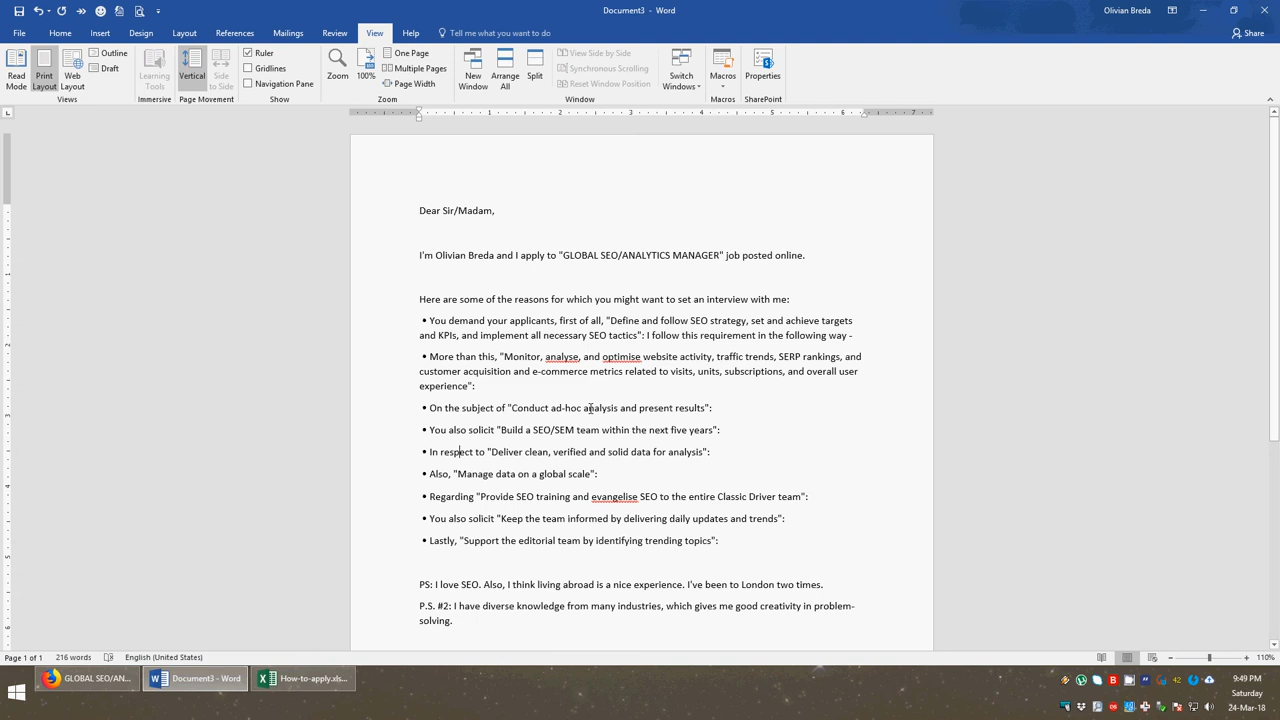 Document3 - Word
Olivian Breda
File Home Insert Design Layout References Mailings Review View Help Tell me what you want to do Share
Read Mode
Print Layout
Web Layout
Outline
Draft
Views
Learning Tools
Immersive
Vertical
Side to Side
Page Movement
Ruler
Gridlines
Navigation Pane
Show
Zoom
100%
One Page
Multiple Pages
Page Width
Zoom
New Window
Arrange All
Split
View Side by Side
Synchronous Scrolling
Reset Window Position
Window
Switch Windows
Macros
Macros
Properties
SharePoint
1 2 3 4 5 6 7
Dear Sir/Madam,
I'm Olivian Breda and I apply to "GLOBAL SEO/ANALYTICS MANAGER" job posted online.
Here are some of the reasons for which you might want to set an interview with me:
• You demand your applicants, first of all, "Define and follow SEO strategy, set and achieve targets
and KPIs, and implement all necessary SEO tactics": I follow this requirement in the following way -
• More than this, "Monitor, analyse, and optimise website activity, traffic trends, SERP rankings, and
customer acquisition and e-commerce metrics related to visits, units, subscriptions, and overall user
experience":
• On the subject of "Conduct ad-hoc analysis and present results":
• You also solicit "Build a SEO/SEM team within the next five years":
• In respect to "Deliver clean, verified and solid data for analysis":
• Also, "Manage data on a global scale":
• Regarding "Provide SEO training and evangelise SEO to the entire Classic Driver team":
• You also solicit "Keep the team informed by delivering daily updates and trends":
• Lastly, "Support the editorial team by identifying trending topics":
PS: I love SEO. Also, I think living abroad is a nice experience. I've been to London two times.
P.S. #2: I have diverse knowledge from many industries, which gives me good creativity in problem-
solving.
Page 1 of 1 216 words English (United States) 110%
GLOBAL SEO/AN... Document3 - Word How-to-apply.xls...
9:49 PM
Saturday
24-Mar-18